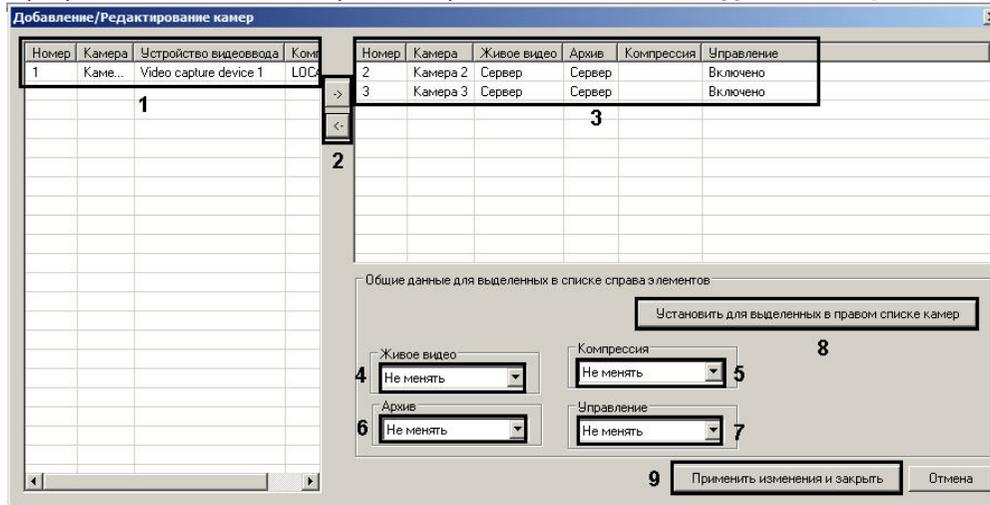 Добавление/Редактирование камер
Номер Камера Устройство видеоввода Комп
1 Каме... Video capture device 1 LOCA
1
->
<-
2
Номер Камера Живое видео Архив Компрессия Управление
2 Камера 2 Сервер Сервер Включено
3 Камера 3 Сервер Сервер Включено
3
Общие данные для выделенных в списке справа элементов
Установить для выделенных в правом списке камер
8
Живое видео
4 Не менять
Компрессия
Не менять 5
Архив
6 Не менять
Управление
Не менять 7
9 Применить изменения и закрыть Отмена